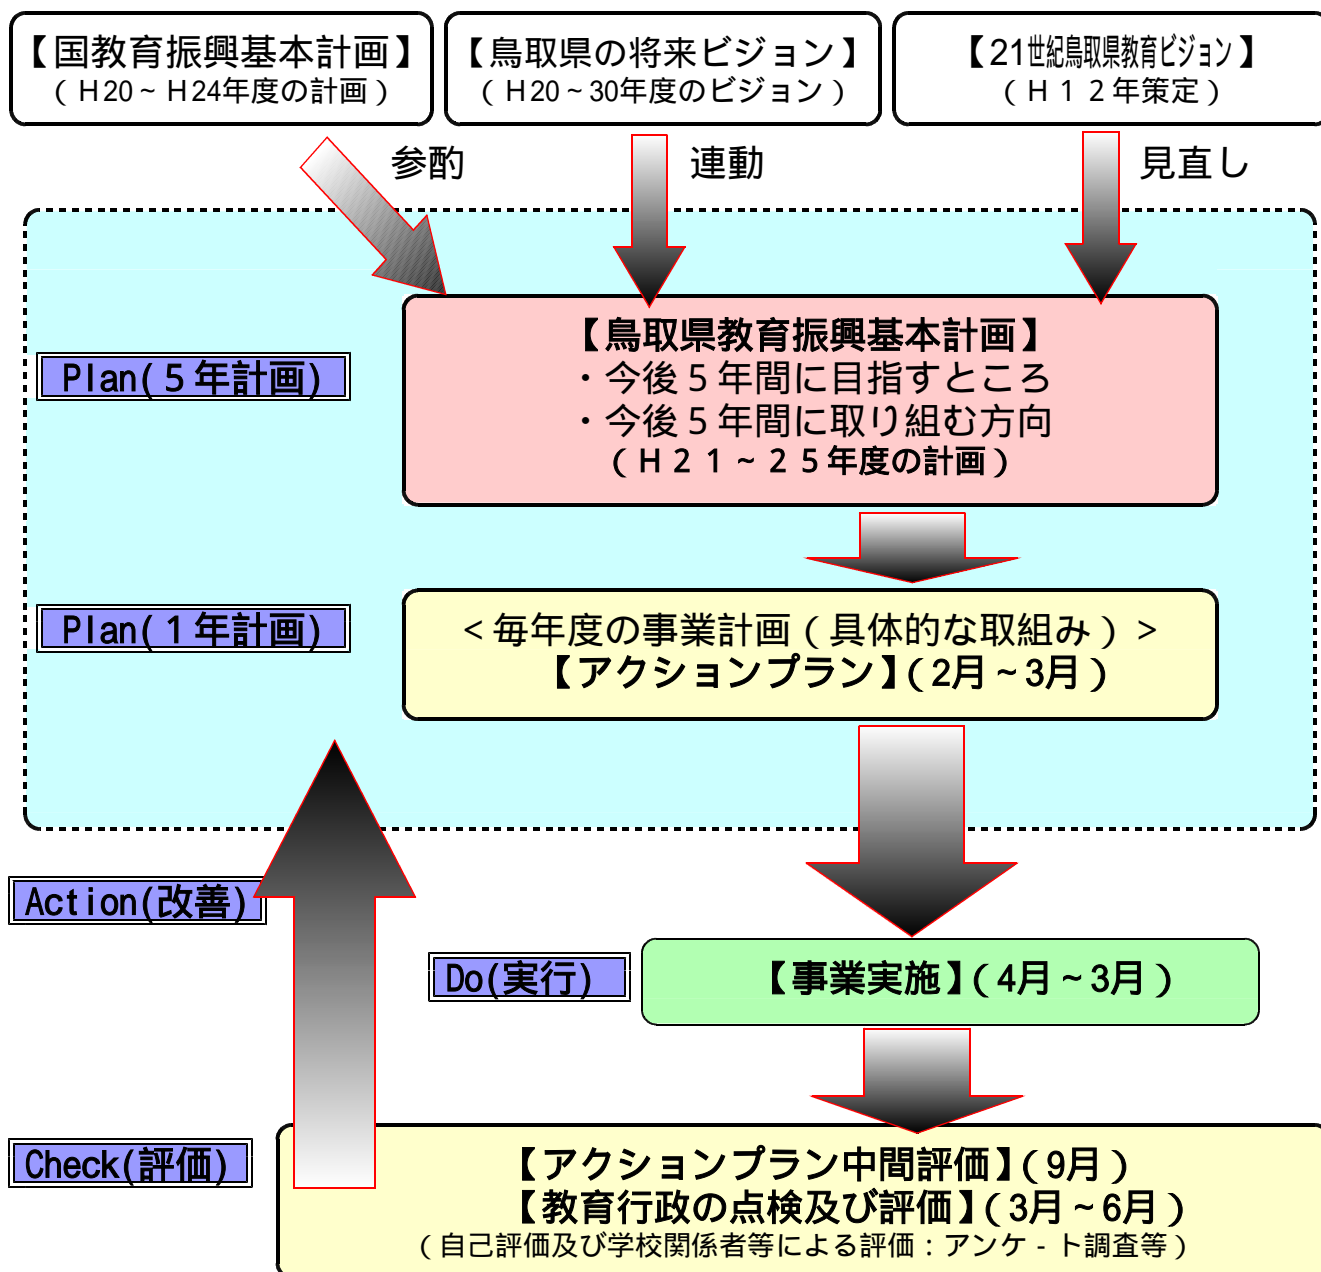 【国教育振興基本計画】
（H20～H24年度の計画）
【鳥取県の将来ビジョン】
（H20～30年度のビジョン）
【21世紀鳥取県教育ビジョン】
（H１２年策定）
参酌
連動
見直し
Plan(５年計画)
【鳥取県教育振興基本計画】
・今後５年間に目指すところ
・今後５年間に取り組む方向
（H２１～２５年度の計画）
Plan(１年計画)
<毎年度の事業計画（具体的な取組み）>
【アクションプラン】（2月～3月）
Action(改善)
Do(実行)
【事業実施】（4月～3月）
Check(評価)
【アクションプラン中間評価】（9月）
【教育行政の点検及び評価】（3月～6月）
（自己評価及び学校関係者等による評価：アンケ-ト調査等）